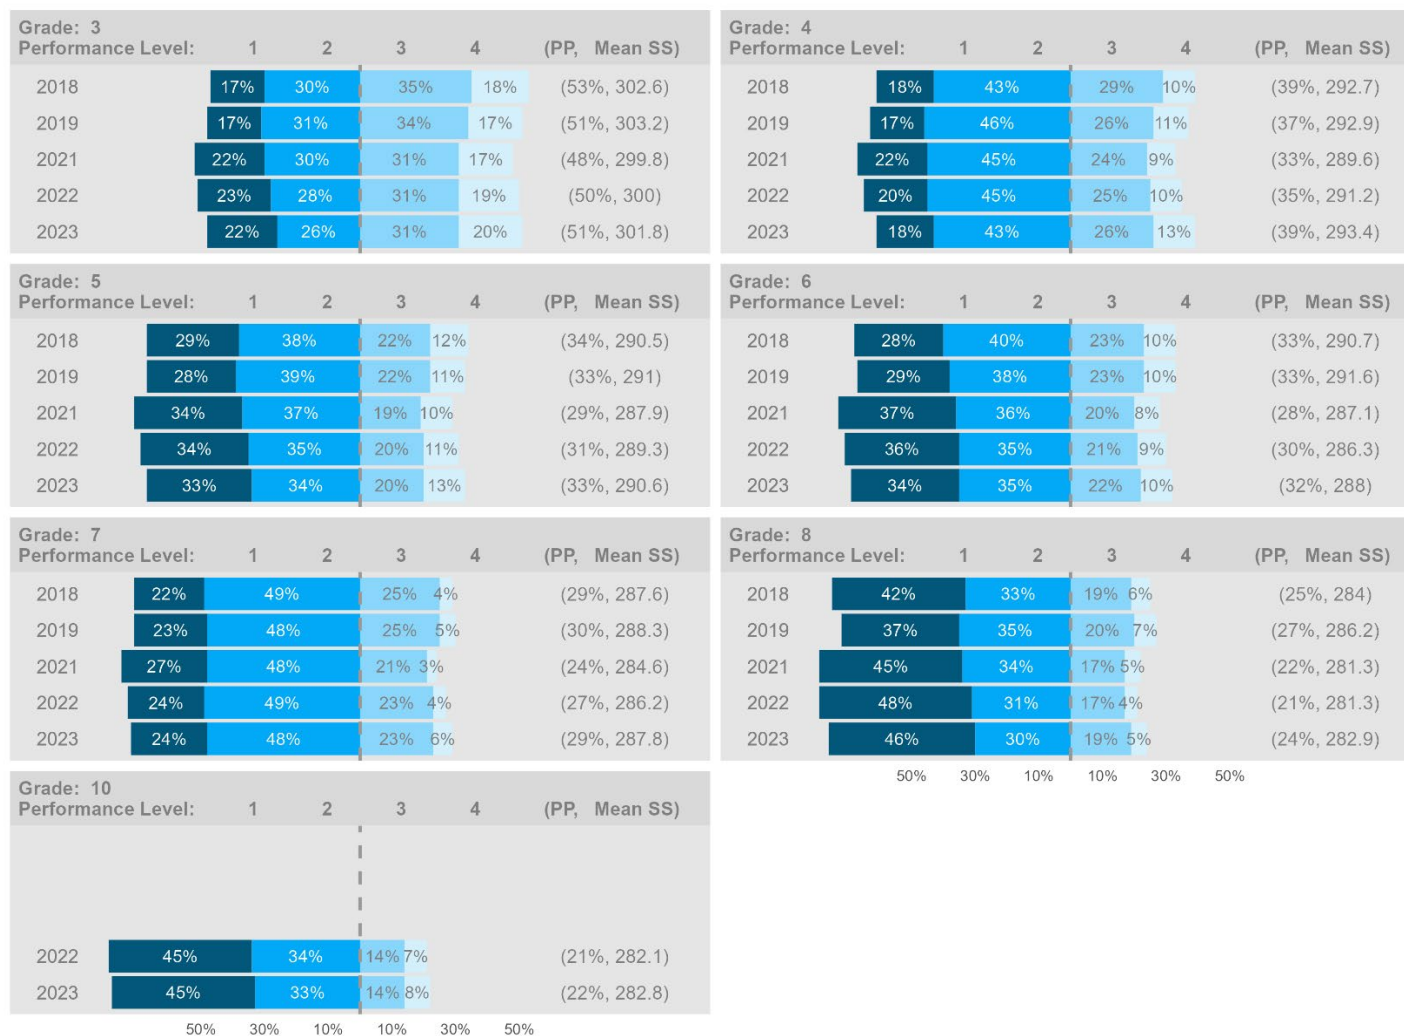 Grade: 3
Performance Level: 1 2 3 4 (PP, Mean SS)
2018 17% 30% 35% 18% (53%, 302.6)
2019 17% 31% 34% 17% (51%, 303.2)
2021 22% 30% 31% 17% (48%, 299.8)
2022 23% 28% 31% 19% (50%, 300)
2023 22% 26% 31% 20% (51%, 301.8)
Grade: 4
Performance Level: 1 2 3 4 (PP, Mean SS)
2018 18% 43% 29% 10% (39%, 292.7)
2019 17% 46% 26% 11% (37%, 292.9)
2021 22% 45% 24% 9% (33%, 289.6)
2022 20% 45% 25% 10% (35%, 291.2)
2023 18% 43% 26% 13% (39%, 293.4)
Grade: 5
Performance Level: 1 2 3 4 (PP, Mean SS)
2018 29% 38% 22% 12% (34%, 290.5)
2019 28% 39% 22% 11% (33%, 291)
2021 34% 37% 19% 10% (29%, 287.9)
2022 34% 35% 20% 11% (31%, 289.3)
2023 33% 34% 20% 13% (33%, 290.6)
Grade: 6
Performance Level: 1 2 3 4 (PP, Mean SS)
2018 28% 40% 23% 10% (33%, 290.7)
2019 29% 38% 23% 10% (33%, 291.6)
2021 37% 36% 20% 8% (28%, 287.1)
2022 36% 35% 21% 9% (30%, 286.3)
2023 34% 35% 22% 10% (32%, 288)
Grade: 7
Performance Level: 1 2 3 4 (PP, Mean SS)
2018 22% 49% 25% 4% (29%, 287.6)
2019 23% 48% 25% 5% (30%, 288.3)
2021 27% 48% 21% 3% (24%, 284.6)
2022 24% 49% 23% 4% (27%, 286.2)
2023 24% 48% 23% 6% (29%, 287.8)
Grade: 8
Performance Level: 1 2 3 4 (PP, Mean SS)
2018 42% 33% 19% 6% (25%, 284)
2019 37% 35% 20% 7% (27%, 286.2)
2021 45% 34% 17% 5% (22%, 281.3)
2022 48% 31% 17% 4% (21%, 281.3)
2023 46% 30% 19% 5% (24%, 282.9)
50% 30% 10% 10% 30% 50%
Grade: 10
Performance Level: 1 2 3 4 (PP, Mean SS)
2022 45% 34% 14% 7% (21%, 282.1)
2023 45% 33% 14% 8% (22%, 282.8)
50% 30% 10% 10% 30% 50%